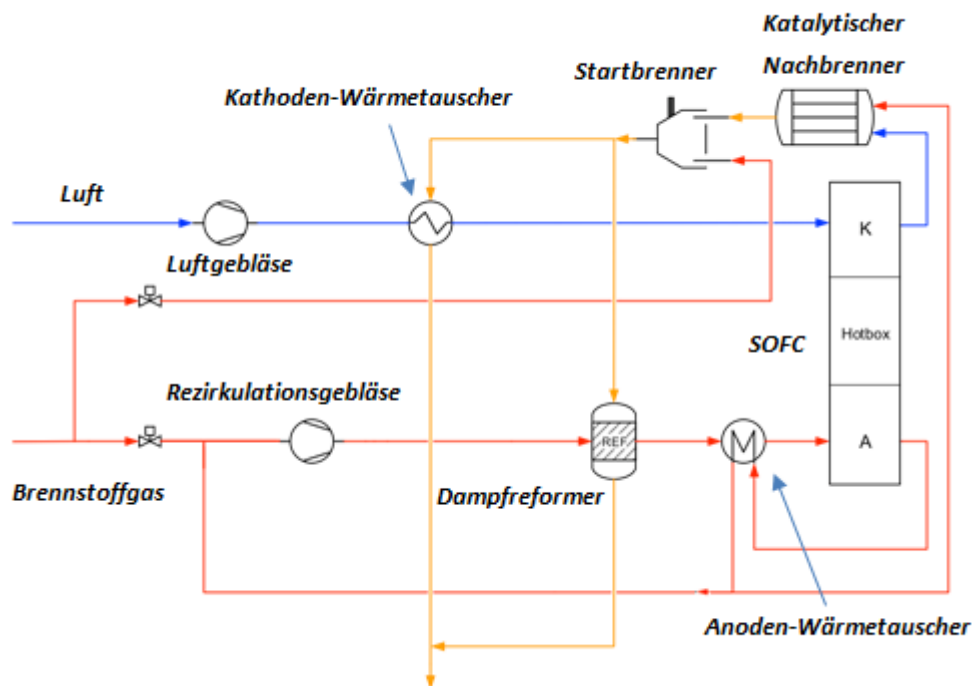 Katalytischer
Nachbrenner
Startbrenner
Kathoden-Wärmetauscher
Luft
Luftgebläse
K
Hotbox
SOFC
A
Rezirkulationsgebläse
REF
M
Brennstoffgas
Dampfreformer
Anoden-Wärmetauscher